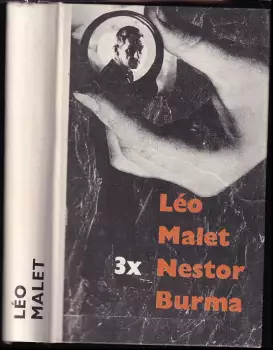 LÉO
MALET
Léo
Malet
3x Nestor
Burma